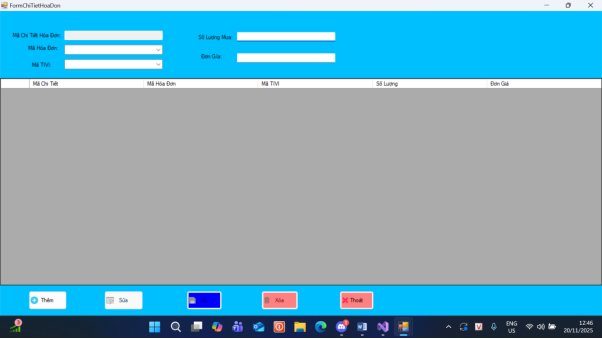 FormChiTietHoaDon
Mã Chi Tiết Hóa Đơn:
Số Lượng Mua:
Mã Hóa Đơn:
Đơn Giá:
Mã TIVI:
Mã Chi Tiết Mã Hóa Đơn Mã TIVI Số Lượng Đơn Giá
Thêm Sửa Xóa Thoát
ENG
US
12:46
20/11/2025